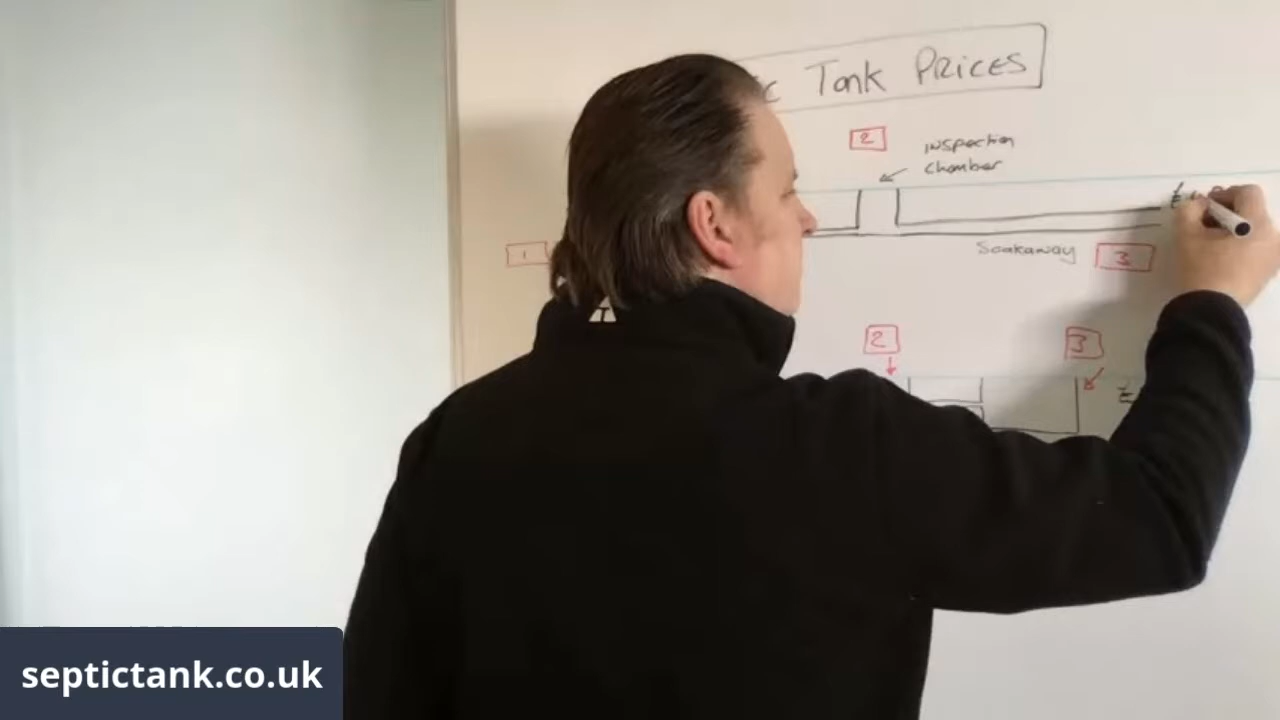 c Tank PRICES
2
inspection
chamber
1
Soakaway
3
2
3
septictank.co.uk